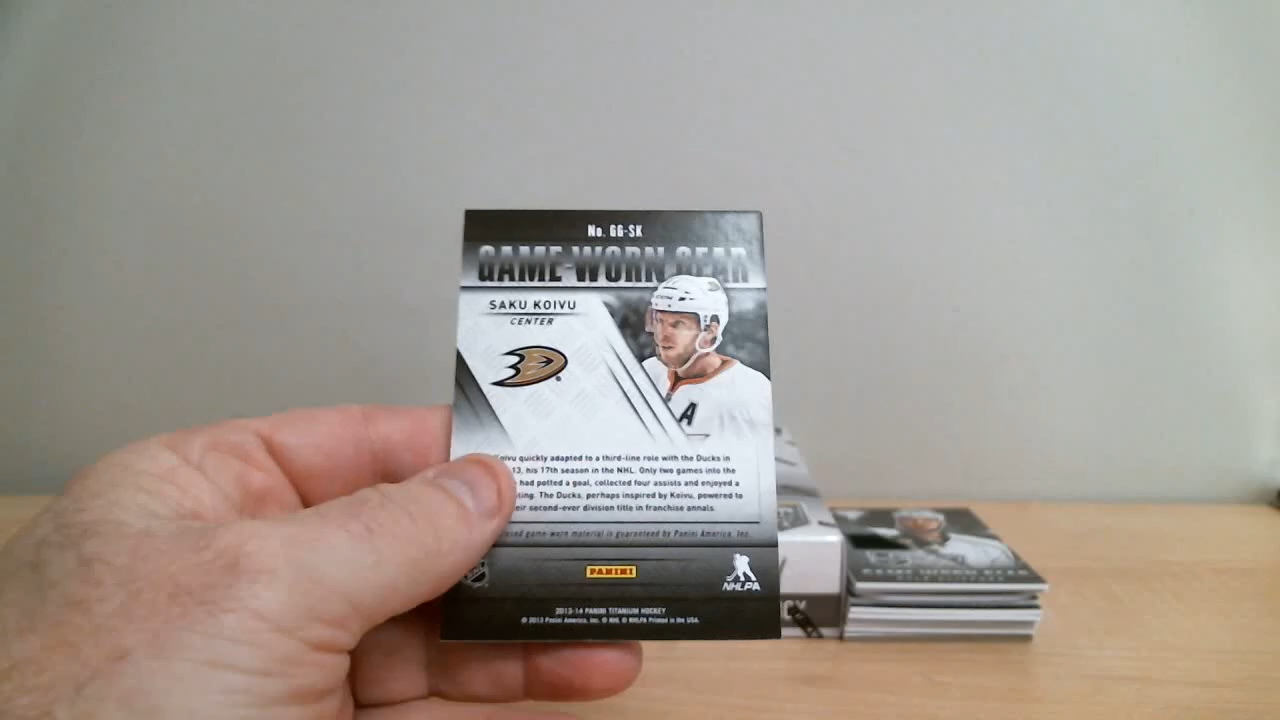 No. GG-SK
GAME-WORN GEAR
SAKU KOIVU
CENTER
A
quickly adapted to a third-line role with the Ducks in
13, his 17th season in the NHL. Only two games into the
had potted a goal, collected four assists and enjoyed a
The Ducks, perhaps inspired by Koivu, powered to
second-ever division title in franchise annals.
game-worn material is guaranteed by Panini America, Inc.
PANINI
NHLPA
2013-14 PANINI TITANIUM HOCKEY
© 2013 Panini America, Inc. © NHL © NHLPA Printed in the USA.